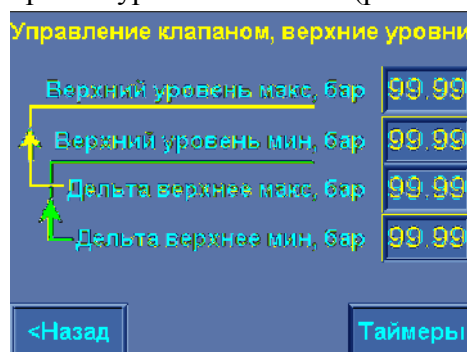 Управление клапаном, верхние уровни
Верхний уровень макс, бар 99.99
Верхний уровень мин, бар 99.99
Дельта верхнее макс, бар 99.99
Дельта верхнее мин, бар 99.99
<Назад Таймеры